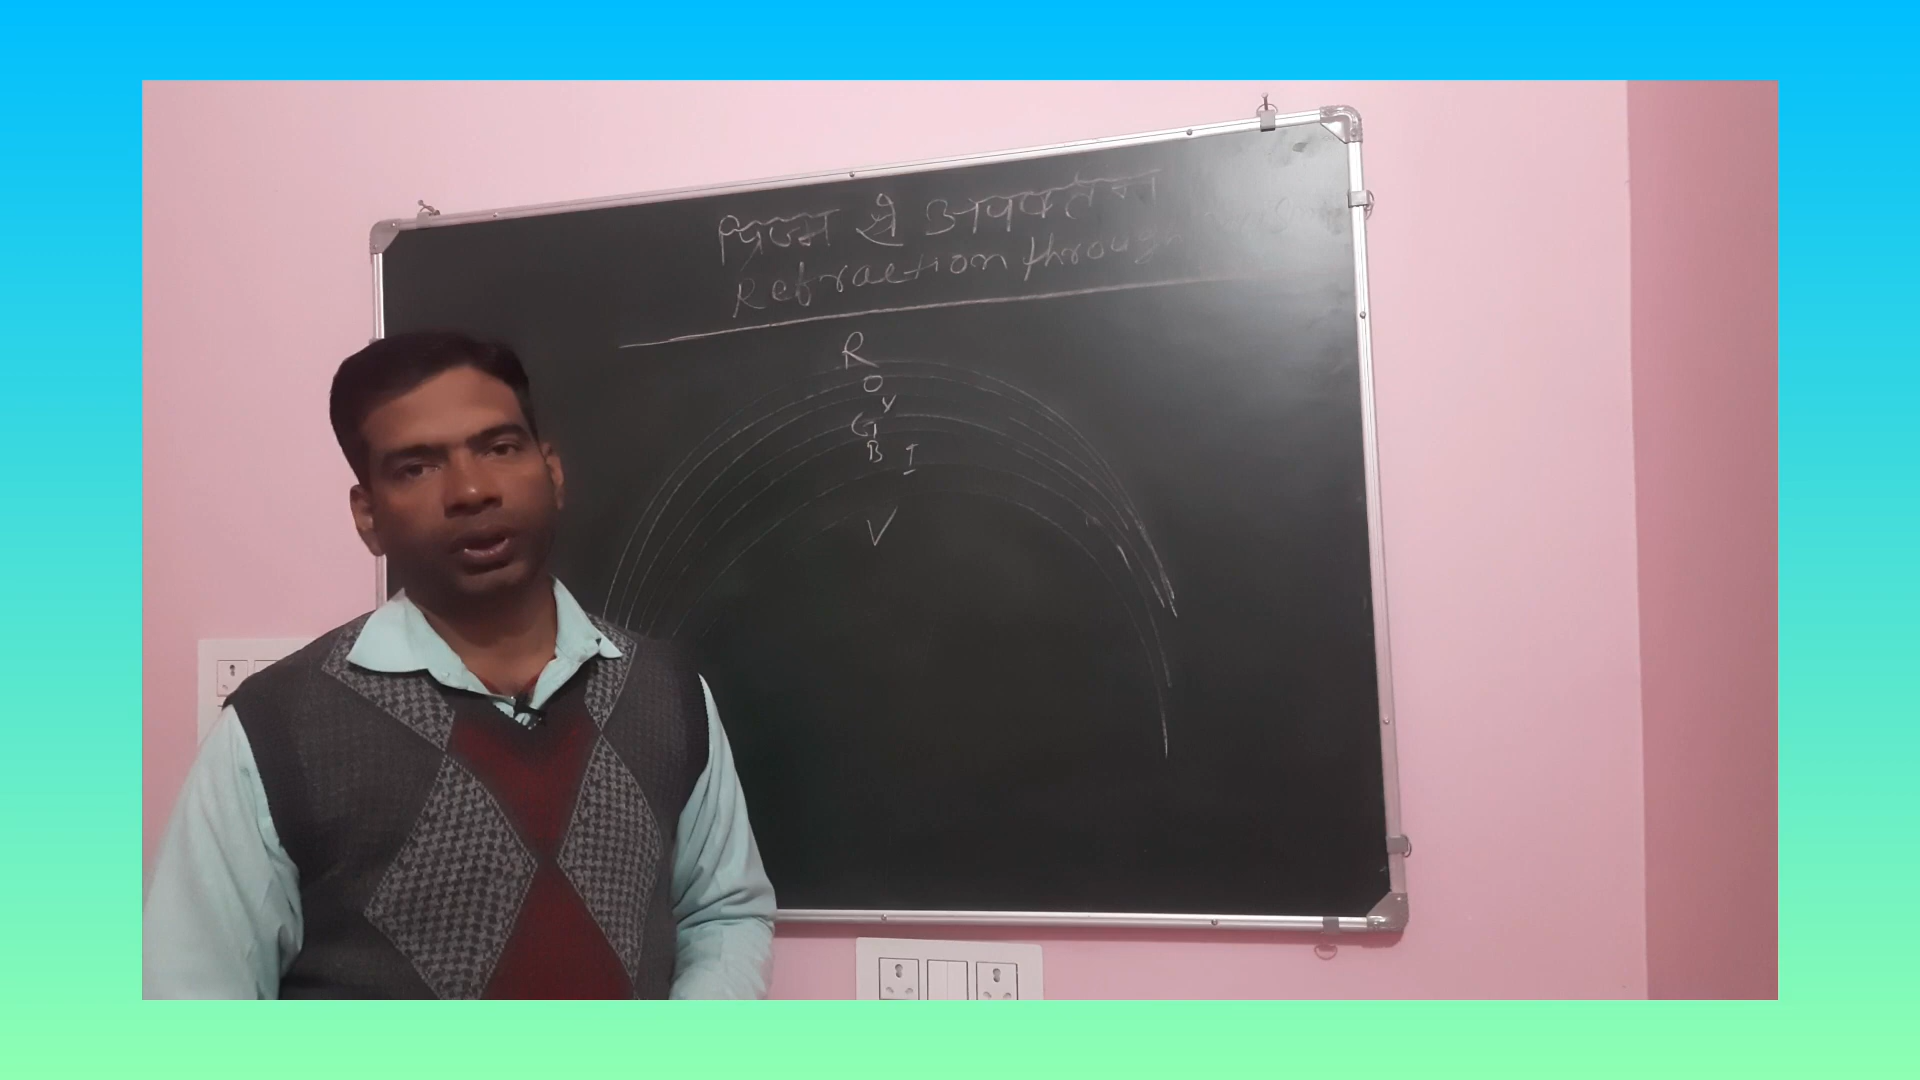 प्रिज्म से अपवर्तन
Refraction through
R
O
Y
G
B I
V